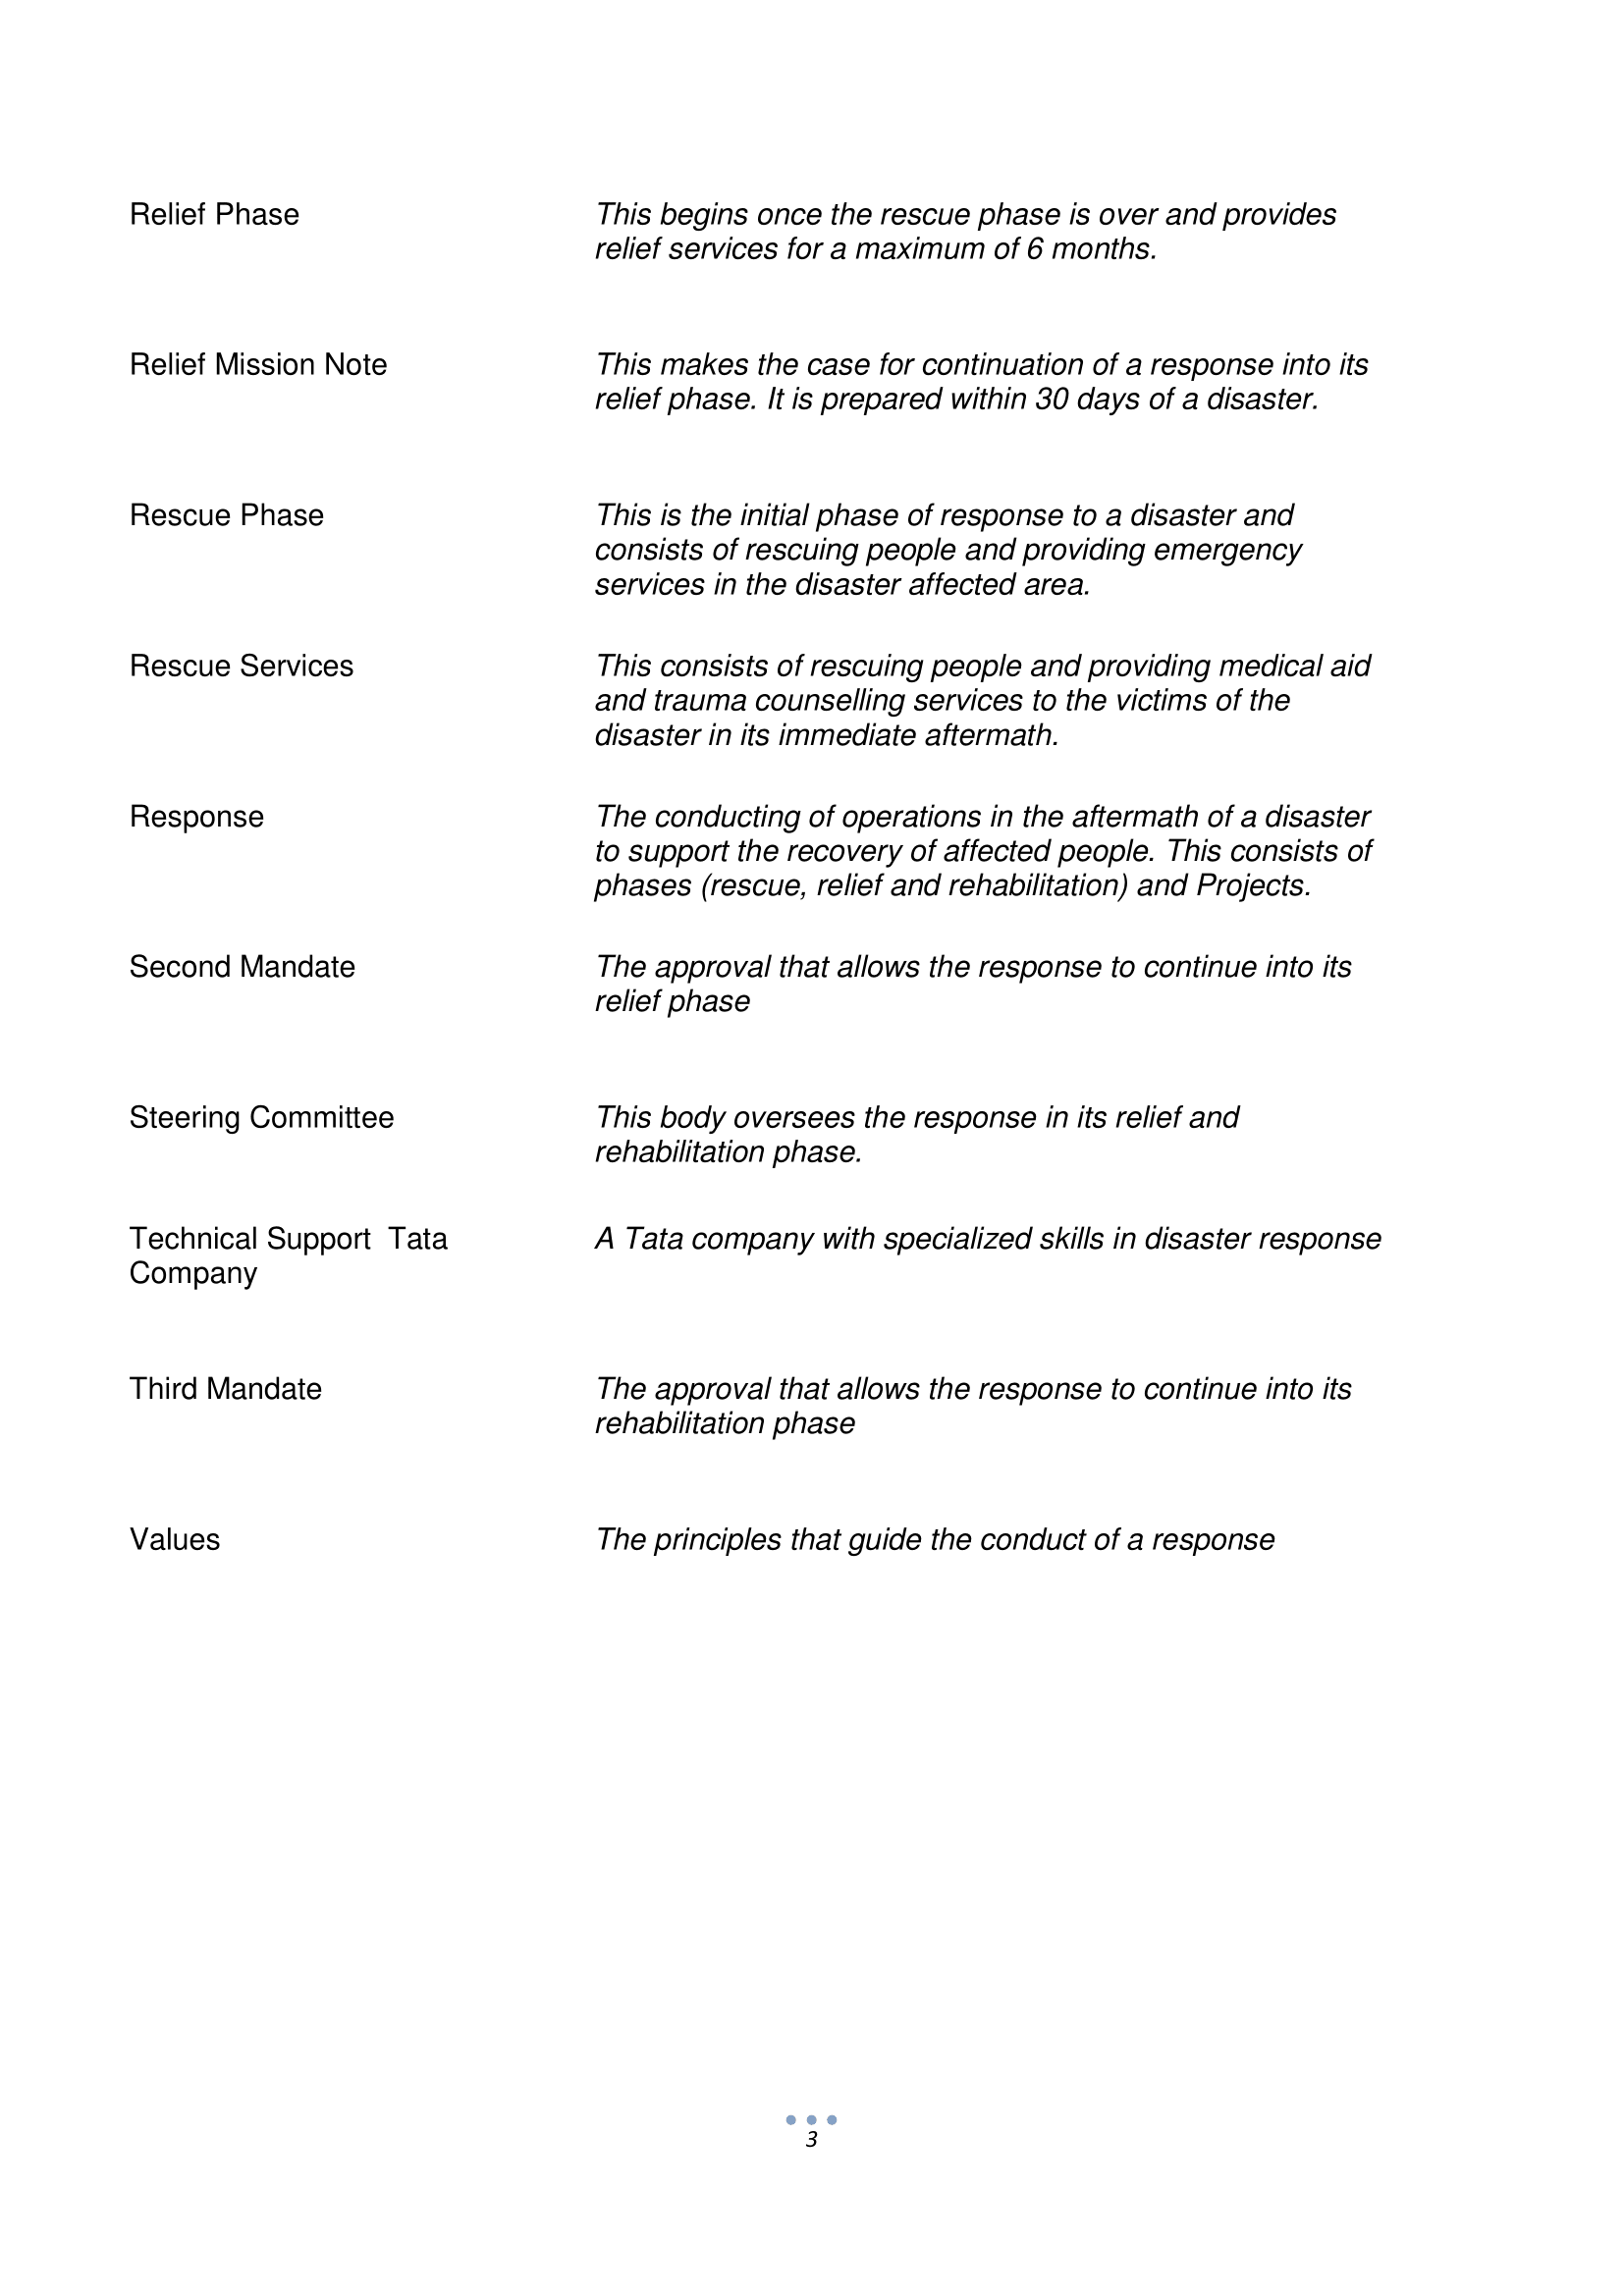 Relief Phase
This begins once the rescue phase is over and provides
relief services for a maximum of 6 months.
Relief Mission Note
This makes the case for continuation of a response into its
relief phase. It is prepared within 30 days of a disaster.
Rescue Phase
This is the initial phase of response to a disaster and
consists of rescuing people and providing emergency
services in the disaster affected area.
Rescue Services
This consists of rescuing people and providing medical aid
and trauma counselling services to the victims of the
disaster in its immediate aftermath.
Response
The conducting of operations in the aftermath of a disaster
to support the recovery of affected people. This consists of
phases (rescue, relief and rehabilitation) and Projects.
Second Mandate
The approval that allows the response to continue into its
relief phase
Steering Committee
This body oversees the response in its relief and
rehabilitation phase.
Technical Support  Tata
Company
A Tata company with specialized skills in disaster response
Third Mandate
The approval that allows the response to continue into its
rehabilitation phase
Values
The principles that guide the conduct of a response
3